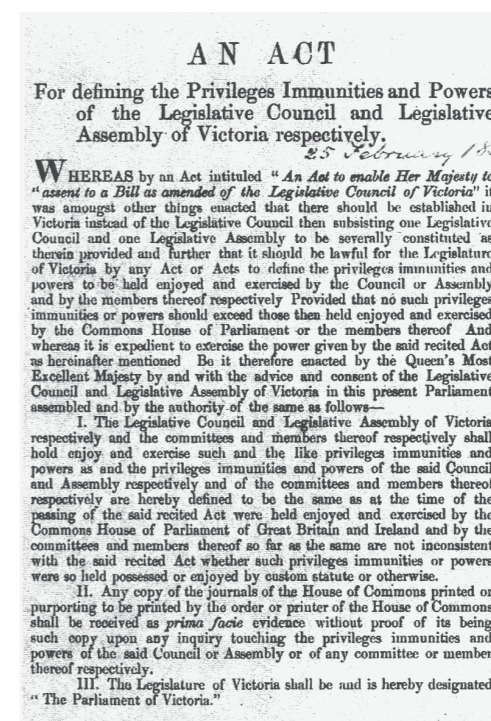 AN ACT
For defining the Privileges Immunities and Powers
of the Legislative Council and Legislative
Assembly of Victoria respectively.
25 February 18
WHEREAS by an Act intituled "An Act to enable Her Majesty to
"assent to a Bill as amended of the Legislative Council of Victoria" it
was amongst other things enacted that there should be established in
Victoria instead of the Legislative Council then subsisting one Legislative
Council and one Legislative Assembly to be severally constituted as
therein provided and further that it should be lawful for the Legislature
of Victoria by any Act or Acts to define the privileges immunities and
powers to be held enjoyed and exercised by the Council or Assembly
and by the members thereof respectively Provided that no such privileges
immunities or powers should exceed those then held enjoyed and exercised
by the Commons House of Parliament or the members thereof And
whereas it is expedient to exercise the power given by the said recited Act
as hereinafter mentioned Be it therefore enacted by the Queen's Most
Excellent Majesty by and with the advice and consent of the Legislative
Council and Legislative Assembly of Victoria in this present Parliament
assembled and by the authority of the same as follows—
I. The Legislative Council and Legislative Assembly of Victoria
respectively and the committees and members thereof respectively shall
hold enjoy and exercise such and the like privileges immunities and
powers as and the privileges immunities and powers of the said Council
and Assembly respectively and of the committees and members thereof
respectively are hereby defined to be the same as at the time of the
passing of the said recited Act were held enjoyed and exercised by the
Commons House of Parliament of Great Britain and Ireland and by the
committees and members thereof so far as the same are not inconsistent
with the said recited Act whether such privileges immunities or powers
were so held possessed or enjoyed by custom statute or otherwise.
II. Any copy of the journals of the House of Commons printed or
purporting to be printed by the order or printer of the House of Commons
shall be received as prima facie evidence without proof of its being
such copy upon any inquiry touching the privileges immunities and
powers of the said Council or Assembly or of any committee or member
thereof respectively.
III. The Legislature of Victoria shall be and is hereby designated
"The Parliament of Victoria."